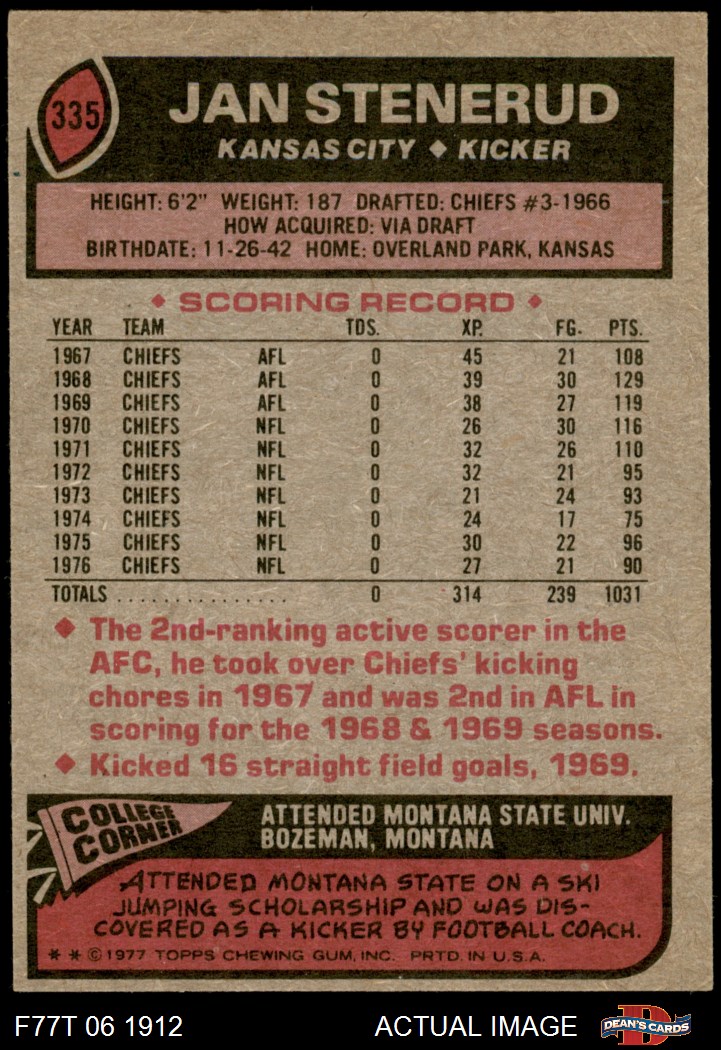 335
JAN STENERUD
KANSAS CITY ◆ KICKER
HEIGHT: 6'2" WEIGHT: 187 DRAFTED: CHIEFS #3-1966
HOW ACQUIRED: VIA DRAFT
BIRTHDATE: 11-26-42 HOME: OVERLAND PARK, KANSAS
◆ SCORING RECORD ◆
YEAR TEAM TDS. XP. FG. PTS.
1967 CHIEFS AFL 0 45 21 108
1968 CHIEFS AFL 0 39 30 129
1969 CHIEFS AFL 0 38 27 119
1970 CHIEFS NFL 0 26 30 116
1971 CHIEFS NFL 0 32 26 110
1972 CHIEFS NFL 0 32 21 95
1973 CHIEFS NFL 0 21 24 93
1974 CHIEFS NFL 0 24 17 75
1975 CHIEFS NFL 0 30 22 96
1976 CHIEFS NFL 0 27 21 90
TOTALS ................ 0 314 239 1031
◆ The 2nd-ranking active scorer in the
AFC, he took over Chiefs' kicking
chores in 1967 and was 2nd in AFL in
scoring for the 1968 & 1969 seasons.
◆ Kicked 16 straight field goals, 1969.
COLLEGE
CORNER
ATTENDED MONTANA STATE UNIV.
BOZEMAN, MONTANA
ATTENDED MONTANA STATE ON A SKI
JUMPING SCHOLARSHIP AND WAS DIS-
COVERED AS A KICKER BY FOOTBALL COACH.
* * © 1977 TOPPS CHEWING GUM, INC. PRTD. IN U.S.A.
F77T 06 1912 ACTUAL IMAGE
D
DEAN'S CARDS